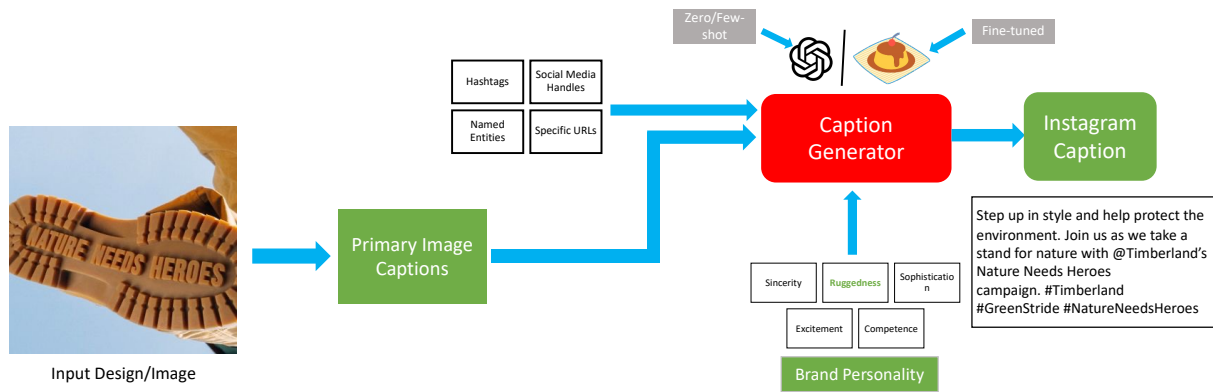 Zero/Few-
shot
Fine-tuned
Hashtags
Social Media
Handles
Named
Entities
Specific URLs
Caption
Generator
Instagram
Caption
NATURE NEEDS HEROES
Primary Image
Captions
Input Design/Image
Step up in style and help protect the
environment. Join us as we take a
stand for nature with @Timberland’s
Nature Needs Heroes
campaign. #Timberland
#GreenStride #NatureNeedsHeroes
Sincerity
Ruggedness
Sophisticatio
n
Excitement
Competence
Brand Personality